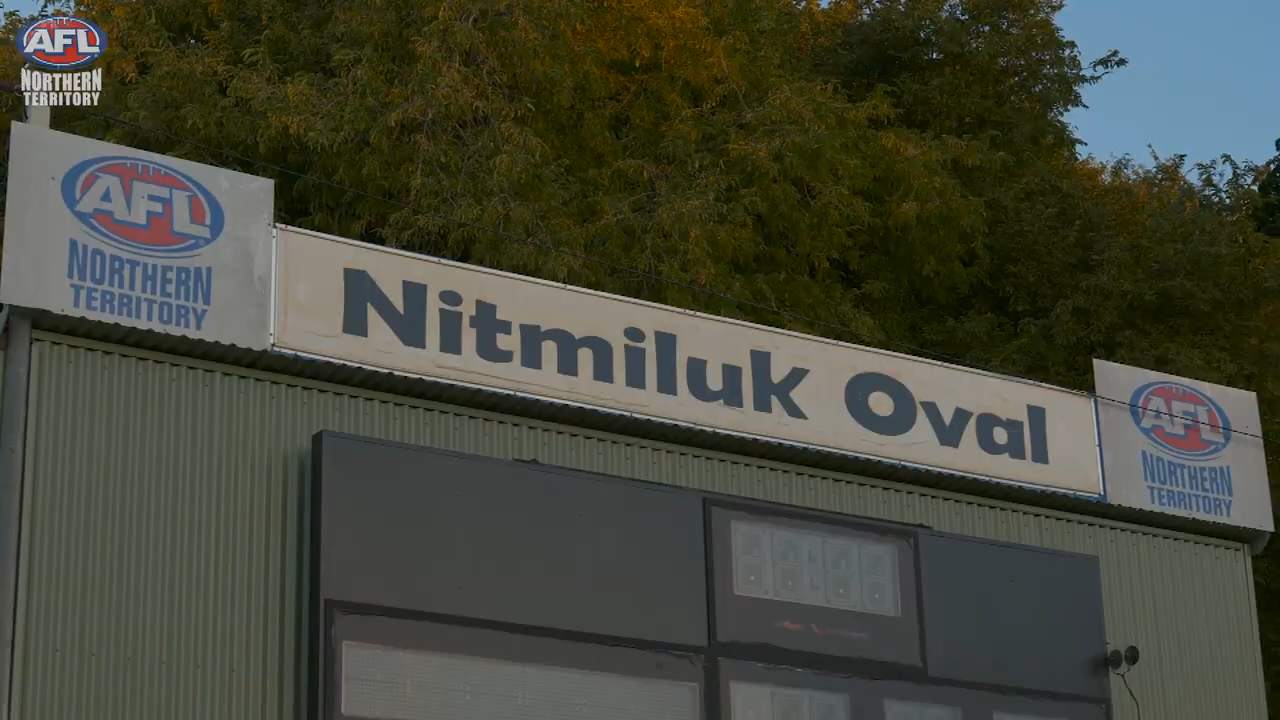 AFL
NORTHERN
TERRITORY
AFL
NORTHERN
TERRITORY
Nitmiluk Oval
AFL
NORTHERN
TERRITORY